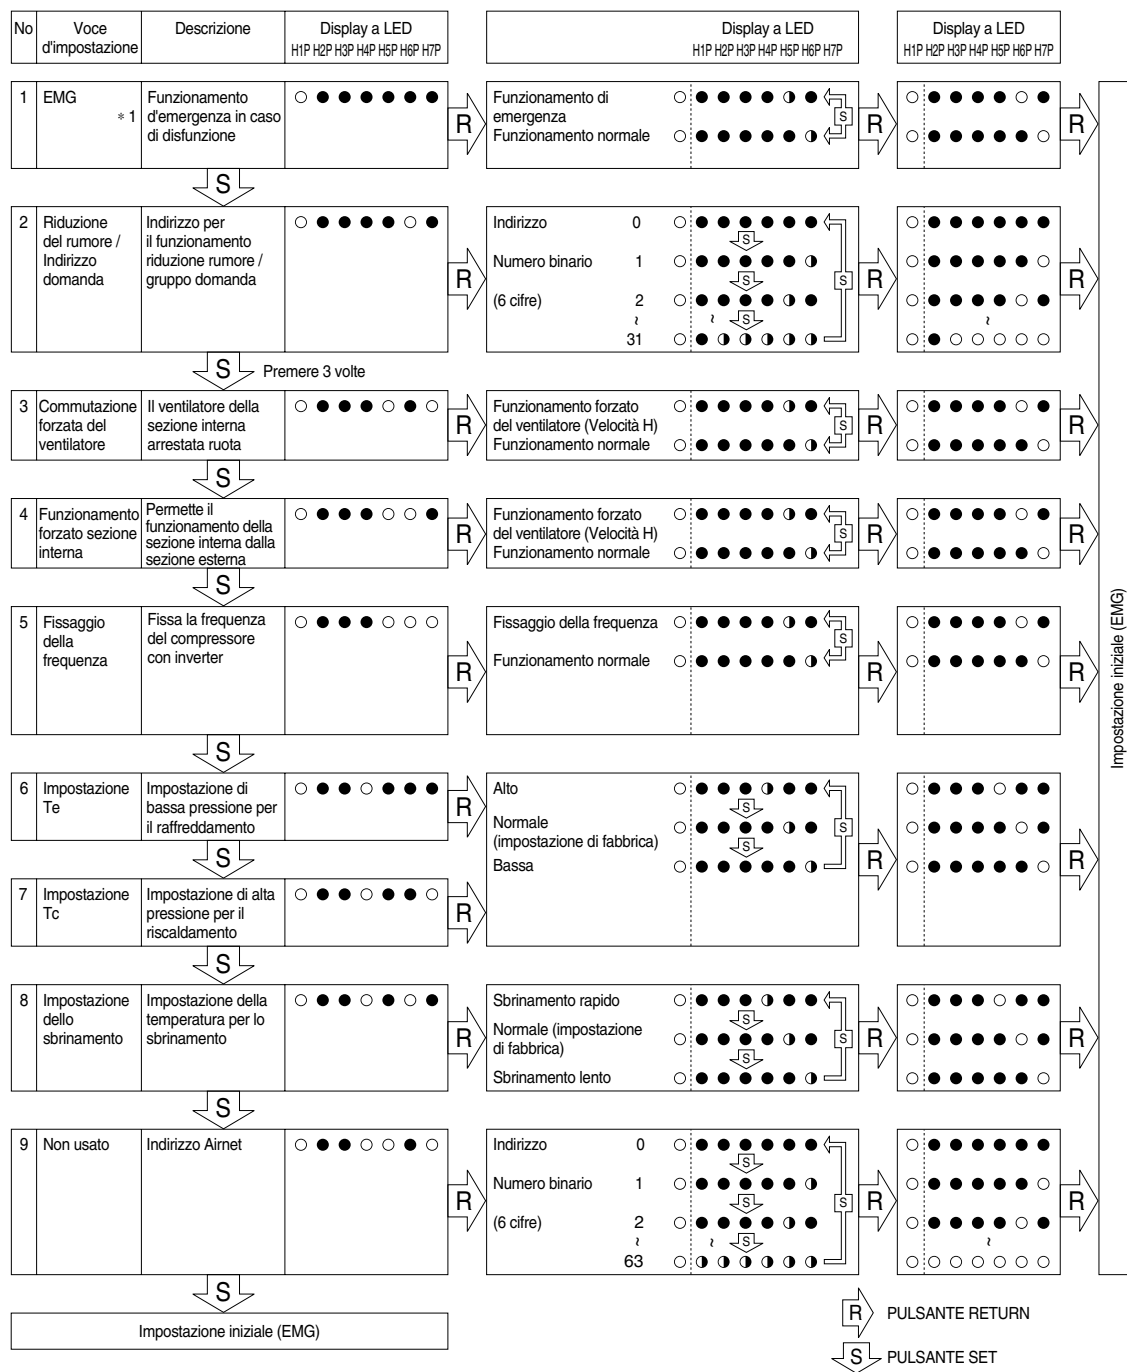 No Voce d'impostazione Descrizione Display a LED Display a LED Display a LED
H1P H2P H3P H4P H5P H6P H7P H1P H2P H3P H4P H5P H6P H7P H1P H2P H3P H4P H5P H6P H7P
1 EMG Funzionamento Funzionamento di
* 1 d'emergenza in caso emergenza S
di disfunzione R Funzionamento normale R R
S
2 Riduzione Indirizzo per Indirizzo 0
del rumore / il funzionamento S
Indirizzo riduzione rumore / Numero binario 1
domanda gruppo domanda R S S R R
(6 cifre) 2
~ ~ S ~
31
S Premere 3 volte
3 Commutazione Il ventilatore della Funzionamento forzato
forzata del sezione interna R del ventilatore (Velocità H) S R R
ventilatore arrestata ruota Funzionamento normale
S
4 Funzionamento Permette il Funzionamento forzato
forzato sezione funzionamento della R del ventilatore (Velocità H) S R R
interna sezione interna dalla Funzionamento normale
sezione esterna
S
5 Fissaggio Fissa la frequenza Fissaggio della frequenza
della del compressore S
frequenza con inverter R Funzionamento normale R R
S
6 Impostazione Impostazione di R Alto
Te bassa pressione per S
il raffreddamento Normale S
(impostazione di fabbrica) S
S Bassa R R
7 Impostazione Impostazione di alta R
Tc pressione per il
riscaldamento
S
8 Impostazione Impostazione della Sbrinamento rapido
dello temperatura per lo S
sbrinamento sbrinamento R Normale (impostazione S R R
di fabbrica) S
Sbrinamento lento
S
9 Non usato Indirizzo Airnet Indirizzo 0
S
Numero binario 1
R S S R R
(6 cifre) 2
~ ~ S ~
63
S
Impostazione iniziale (EMG)
Impostazione iniziale (EMG)
R PULSANTE RETURN
S PULSANTE SET